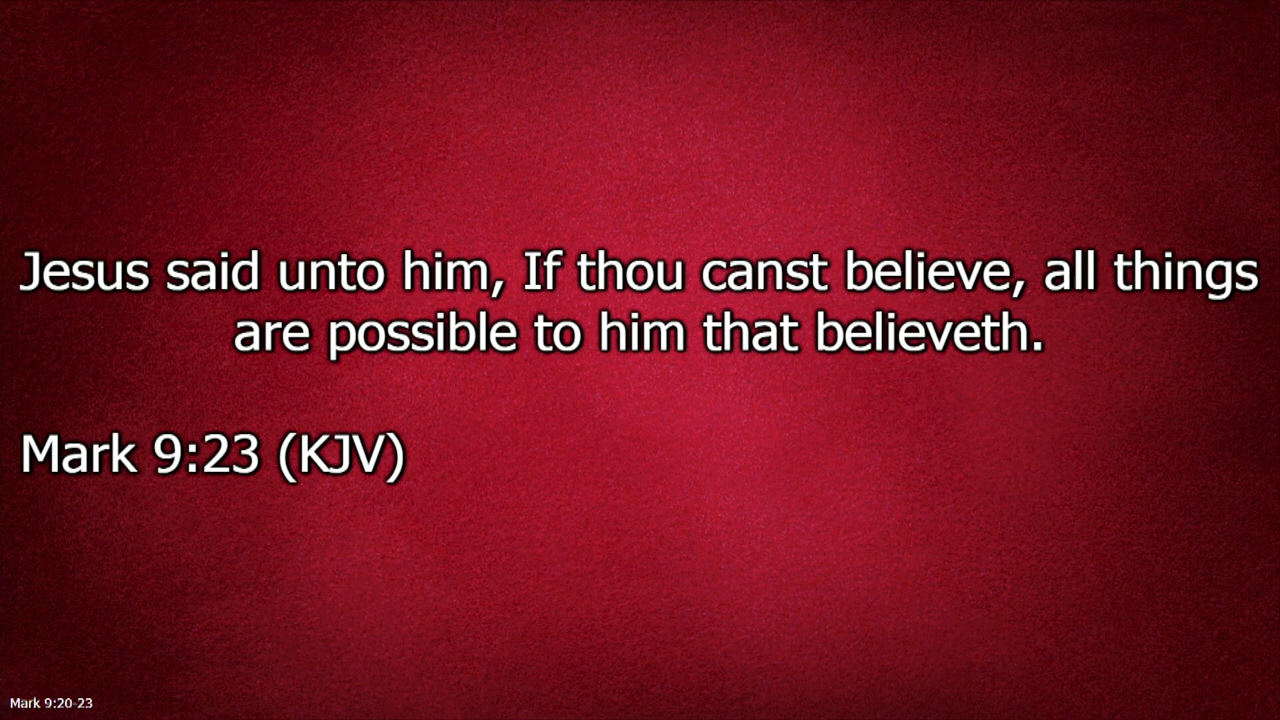 Jesus said unto him, If thou canst believe, all things
are possible to him that believeth.
Mark 9:23 (KJV)
Mark 9:20-23